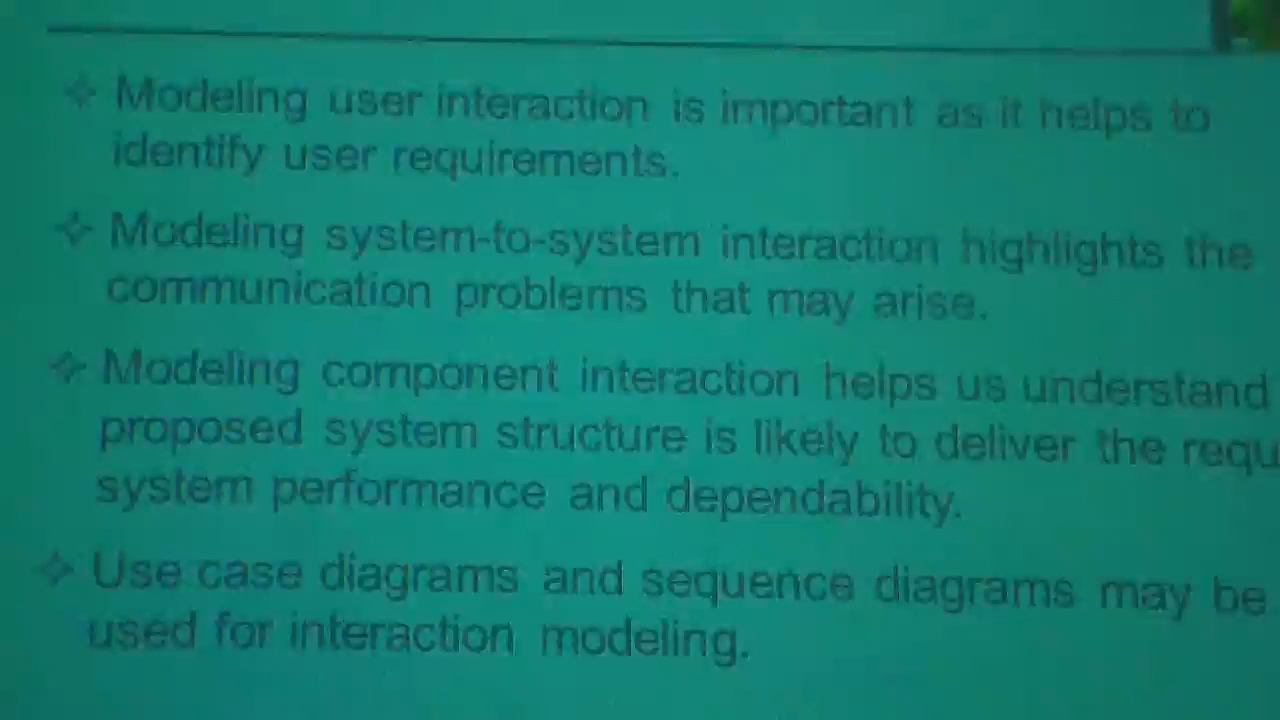 Modeling user interaction is important as it helps to
identify user requirements.
Modeling system-to-system interaction highlights the
communication problems that may arise.
Modeling component interaction helps us understand
proposed system structure is likely to deliver the requ
system performance and dependability.
Use case diagrams and sequence diagrams may be
used for interaction modeling.